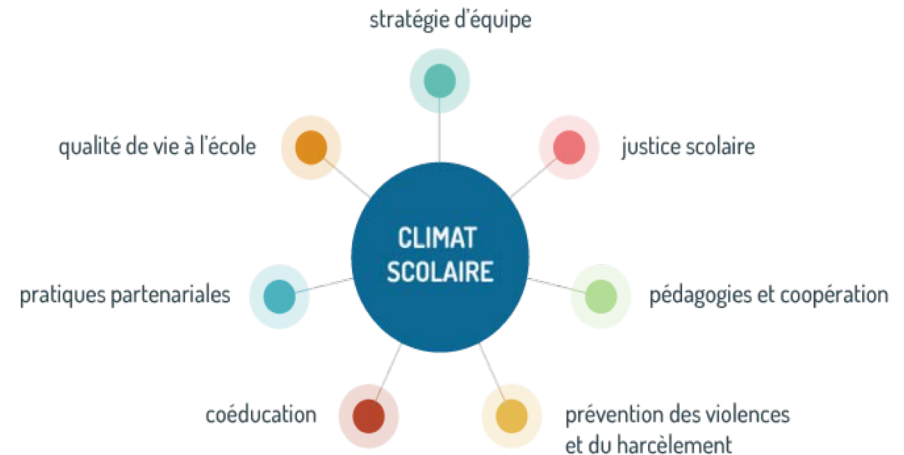 stratégie d'équipe
qualité de vie à l'école
justice scolaire
CLIMAT
SCOLAIRE
pratiques partenariales
pédagogies et coopération
coéducation
prévention des violences
et du harcèlement